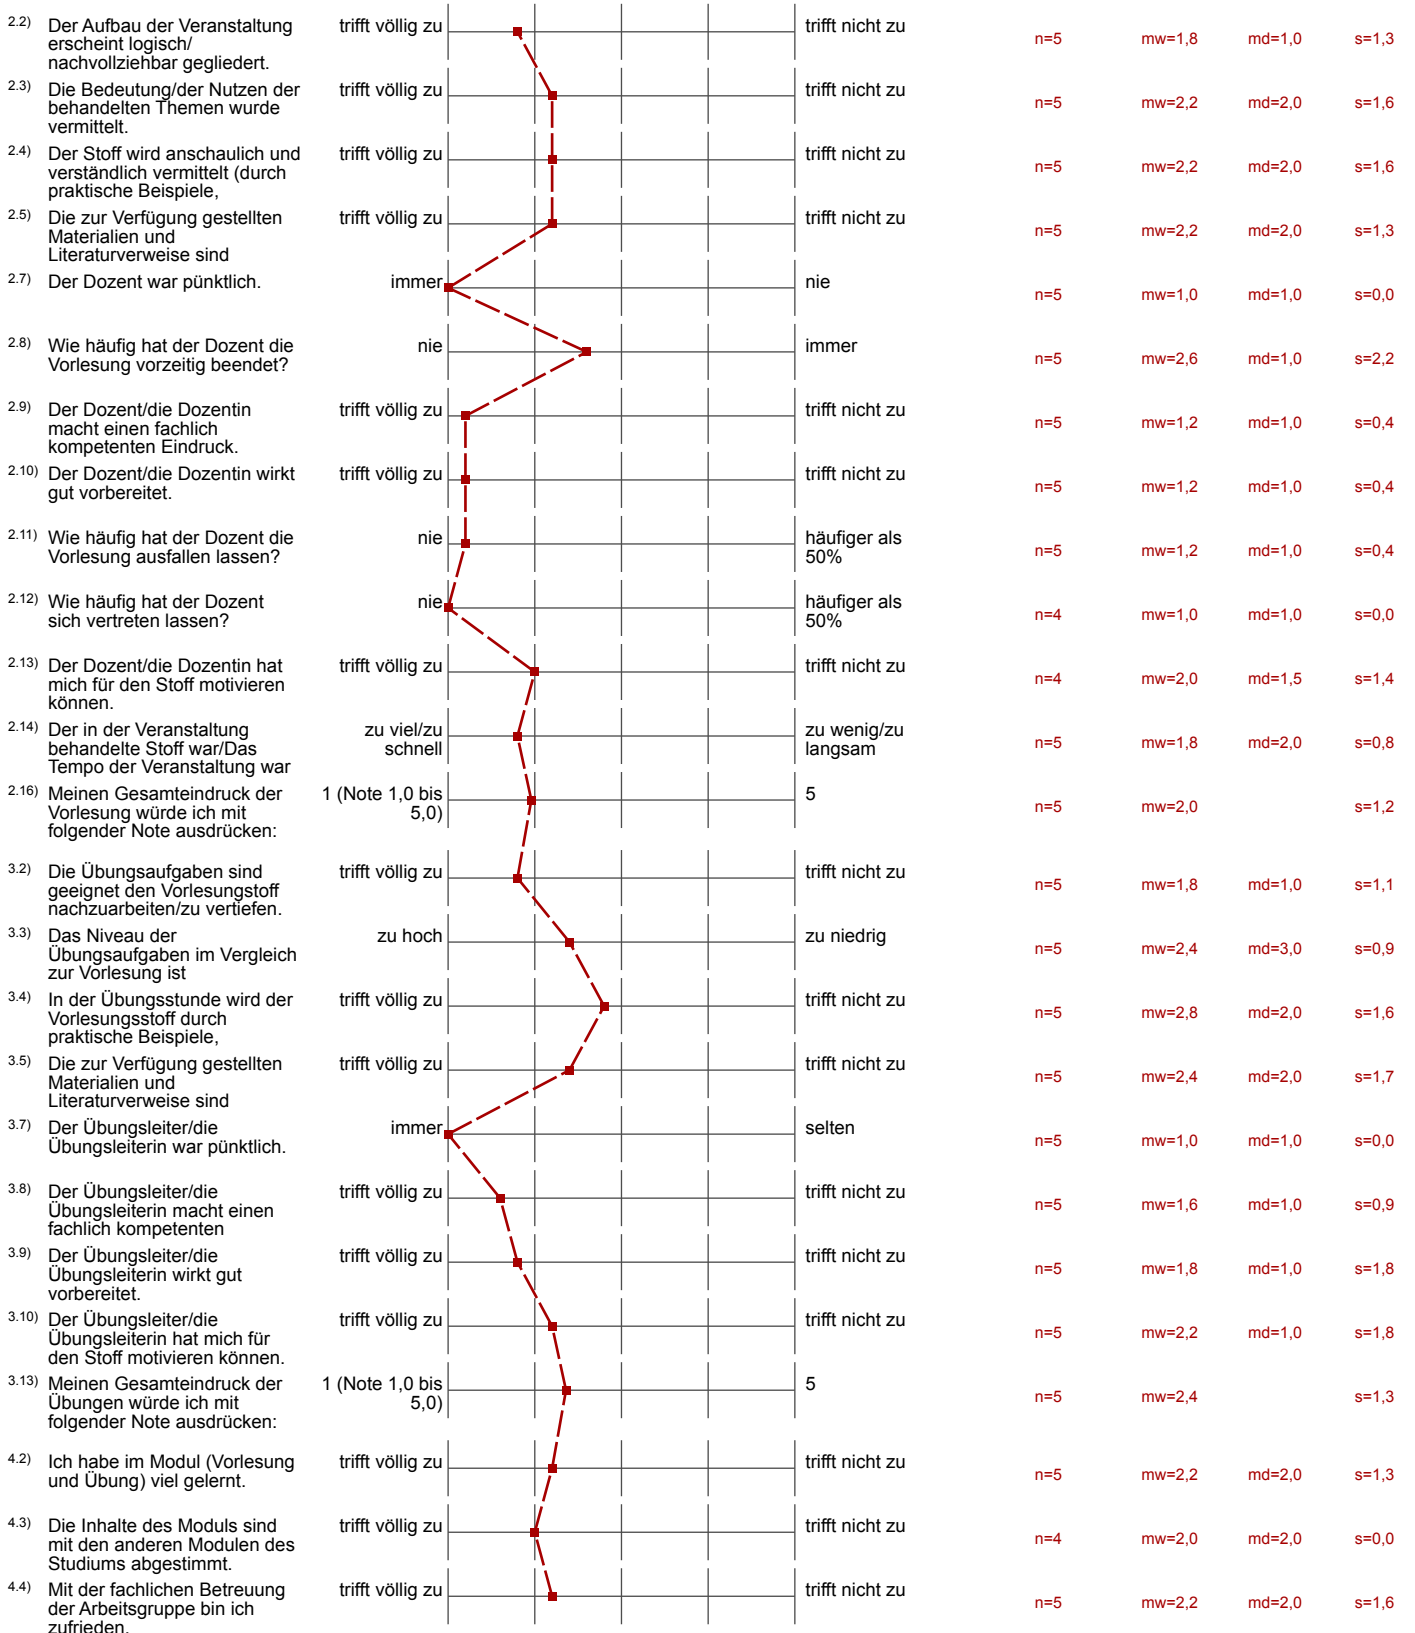 2.2) Der Aufbau der Veranstaltung
erscheint logisch/
nachvollziehbar gegliedert.
trifft völlig zu
trifft nicht zu
n=5 mw=1,8 md=1,0 s=1,3
2.3) Die Bedeutung/der Nutzen der
behandelten Themen wurde
vermittelt.
trifft völlig zu
trifft nicht zu
n=5 mw=2,2 md=2,0 s=1,6
2.4) Der Stoff wird anschaulich und
verständlich vermittelt (durch
praktische Beispiele,
trifft völlig zu
trifft nicht zu
n=5 mw=2,2 md=2,0 s=1,6
2.5) Die zur Verfügung gestellten
Materialien und
Literaturverweise sind
trifft völlig zu
trifft nicht zu
n=5 mw=2,2 md=2,0 s=1,3
2.7) Der Dozent war pünktlich.
immer
nie
n=5 mw=1,0 md=1,0 s=0,0
2.8) Wie häufig hat der Dozent die
Vorlesung vorzeitig beendet?
nie
immer
n=5 mw=2,6 md=1,0 s=2,2
2.9) Der Dozent/die Dozentin
macht einen fachlich
kompetenten Eindruck.
trifft völlig zu
trifft nicht zu
n=5 mw=1,2 md=1,0 s=0,4
2.10) Der Dozent/die Dozentin wirkt
gut vorbereitet.
trifft völlig zu
trifft nicht zu
n=5 mw=1,2 md=1,0 s=0,4
2.11) Wie häufig hat der Dozent die
Vorlesung ausfallen lassen?
nie
häufiger als
50%
n=5 mw=1,2 md=1,0 s=0,4
2.12) Wie häufig hat der Dozent
sich vertreten lassen?
nie
häufiger als
50%
n=4 mw=1,0 md=1,0 s=0,0
2.13) Der Dozent/die Dozentin hat
mich für den Stoff motivieren
können.
trifft völlig zu
trifft nicht zu
n=4 mw=2,0 md=1,5 s=1,4
2.14) Der in der Veranstaltung
behandelte Stoff war/Das
Tempo der Veranstaltung war
zu viel/zu
schnell
zu wenig/zu
langsam
n=5 mw=1,8 md=2,0 s=0,8
2.16) Meinen Gesamteindruck der
Vorlesung würde ich mit
folgender Note ausdrücken:
1 (Note 1,0 bis
5,0)
5
n=5 mw=2,0 s=1,2
3.2) Die Übungsaufgaben sind
geeignet den Vorlesungstoff
nachzuarbeiten/zu vertiefen.
trifft völlig zu
trifft nicht zu
n=5 mw=1,8 md=1,0 s=1,1
3.3) Das Niveau der
Übungsaufgaben im Vergleich
zur Vorlesung ist
zu hoch
zu niedrig
n=5 mw=2,4 md=3,0 s=0,9
3.4) In der Übungsstunde wird der
Vorlesungsstoff durch
praktische Beispiele,
trifft völlig zu
trifft nicht zu
n=5 mw=2,8 md=2,0 s=1,6
3.5) Die zur Verfügung gestellten
Materialien und
Literaturverweise sind
trifft völlig zu
trifft nicht zu
n=5 mw=2,4 md=2,0 s=1,7
3.7) Der Übungsleiter/die
Übungsleiterin war pünktlich.
immer
selten
n=5 mw=1,0 md=1,0 s=0,0
3.8) Der Übungsleiter/die
Übungsleiterin macht einen
fachlich kompetenten
trifft völlig zu
trifft nicht zu
n=5 mw=1,6 md=1,0 s=0,9
3.9) Der Übungsleiter/die
Übungsleiterin wirkt gut
vorbereitet.
trifft völlig zu
trifft nicht zu
n=5 mw=1,8 md=1,0 s=1,8
3.10) Der Übungsleiter/die
Übungsleiterin hat mich für
den Stoff motivieren können.
trifft völlig zu
trifft nicht zu
n=5 mw=2,2 md=1,0 s=1,8
3.13) Meinen Gesamteindruck der
Übungen würde ich mit
folgender Note ausdrücken:
1 (Note 1,0 bis
5,0)
5
n=5 mw=2,4 s=1,3
4.2) Ich habe im Modul (Vorlesung
und Übung) viel gelernt.
trifft völlig zu
trifft nicht zu
n=5 mw=2,2 md=2,0 s=1,3
4.3) Die Inhalte des Moduls sind
mit den anderen Modulen des
Studiums abgestimmt.
trifft völlig zu
trifft nicht zu
n=4 mw=2,0 md=2,0 s=0,0
4.4) Mit der fachlichen Betreuung
der Arbeitsgruppe bin ich
zufrieden.
trifft völlig zu
trifft nicht zu
n=5 mw=2,2 md=2,0 s=1,6